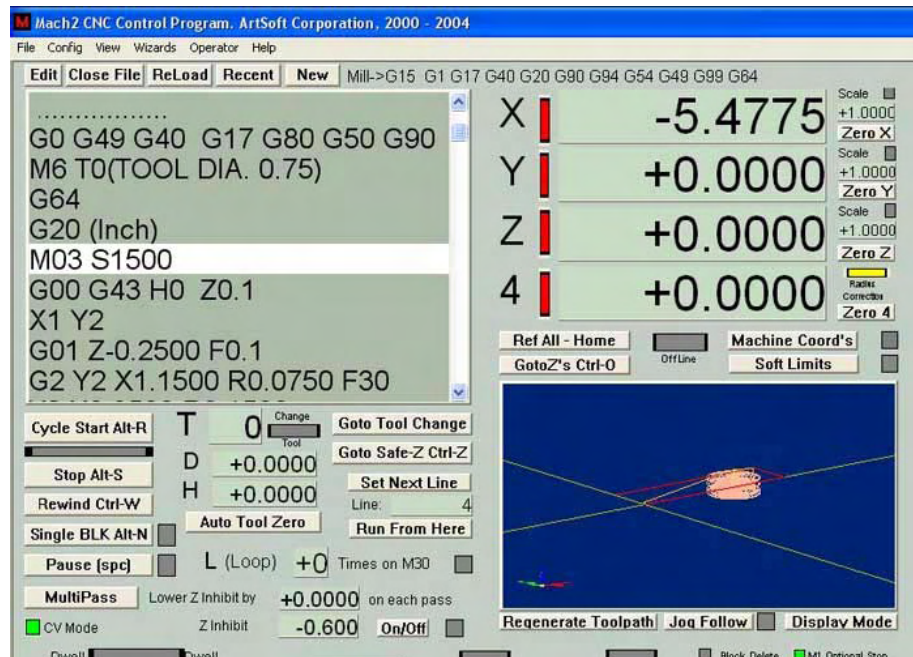 Mach2 CNC Control Program. ArtSoft Corporation, 2000 - 2004
File Config View Wizards Operator Help
Edit Close File ReLoad Recent New Mill->G15 G1 G17 G40 G20 G90 G94 G54 G49 G99 G64
.................
G0 G49 G40 G17 G80 G50 G90
M6 T0(TOOL DIA. 0.75)
G64
G20 (Inch)
M03 S1500
G00 G43 H0 Z0.1
X1 Y2
G01 Z-0.2500 F0.1
G2 Y2 X1.1500 R0.0750 F30
X -5.4775
Scale
+1.0000
Zero X
Y +0.0000
Scale
+1.0000
Zero Y
Z +0.0000
Scale
+1.0000
Zero Z
4 +0.0000
Radius
Correction
Zero 4
Ref All - Home
OffLine
Machine Coord's
GotoZ's Ctrl-O
Soft Limits
Cycle Start Alt-R
Stop Alt-S
Rewind Ctrl-W
Single BLK Alt-N
Pause (spc)
T 0
Change
Tool
D +0.0000
H +0.0000
Auto Tool Zero
Goto Tool Change
Goto Safe-Z Ctrl-Z
Set Next Line
Line: 4
Run From Here
L (Loop) +0 Times on M30
MultiPass Lower Z Inhibit by +0.0000 on each pass
CV Mode Z Inhibit -0.600 On/Off
Regenerate Toolpath Jog Follow Display Mode
Dwell Dwell
Block Delete M1 Optional Stop